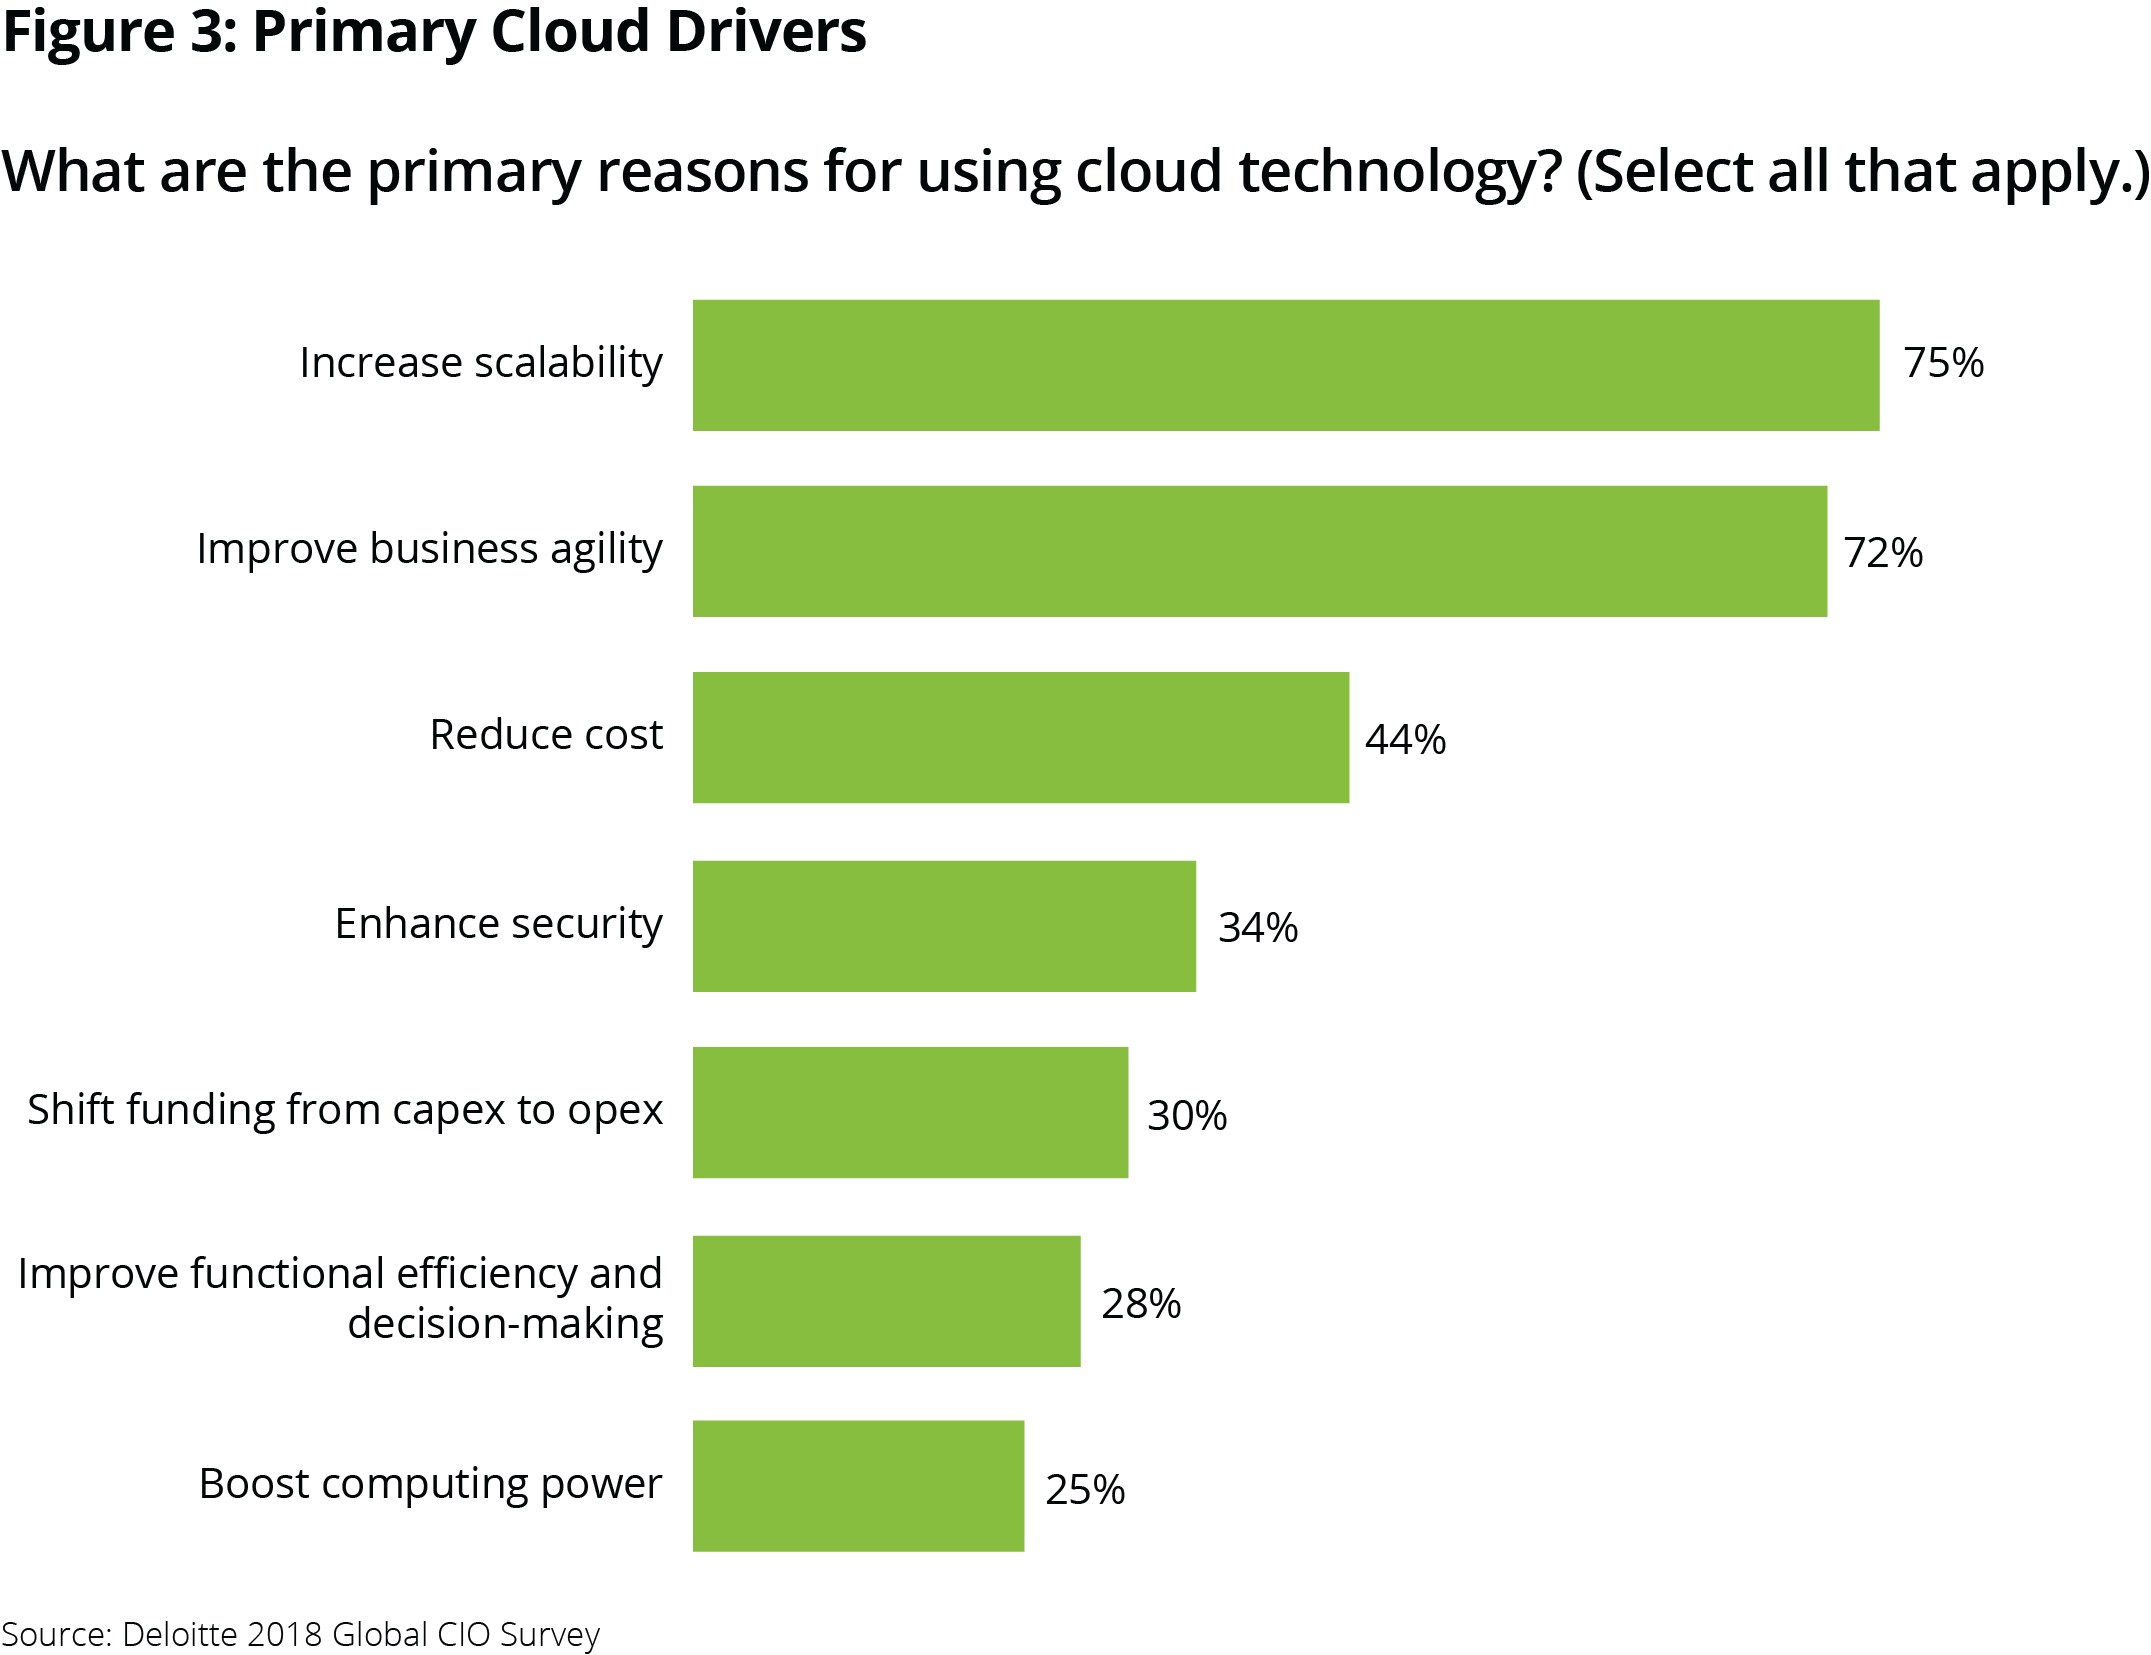 Figure 3: Primary Cloud Drivers
What are the primary reasons for using cloud technology? (Select all that apply.)
Increase scalability 75%
Improve business agility 72%
Reduce cost 44%
Enhance security 34%
Shift funding from capex to opex 30%
Improve functional efficiency and
decision-making 28%
Boost computing power 25%
Source: Deloitte 2018 Global CIO Survey